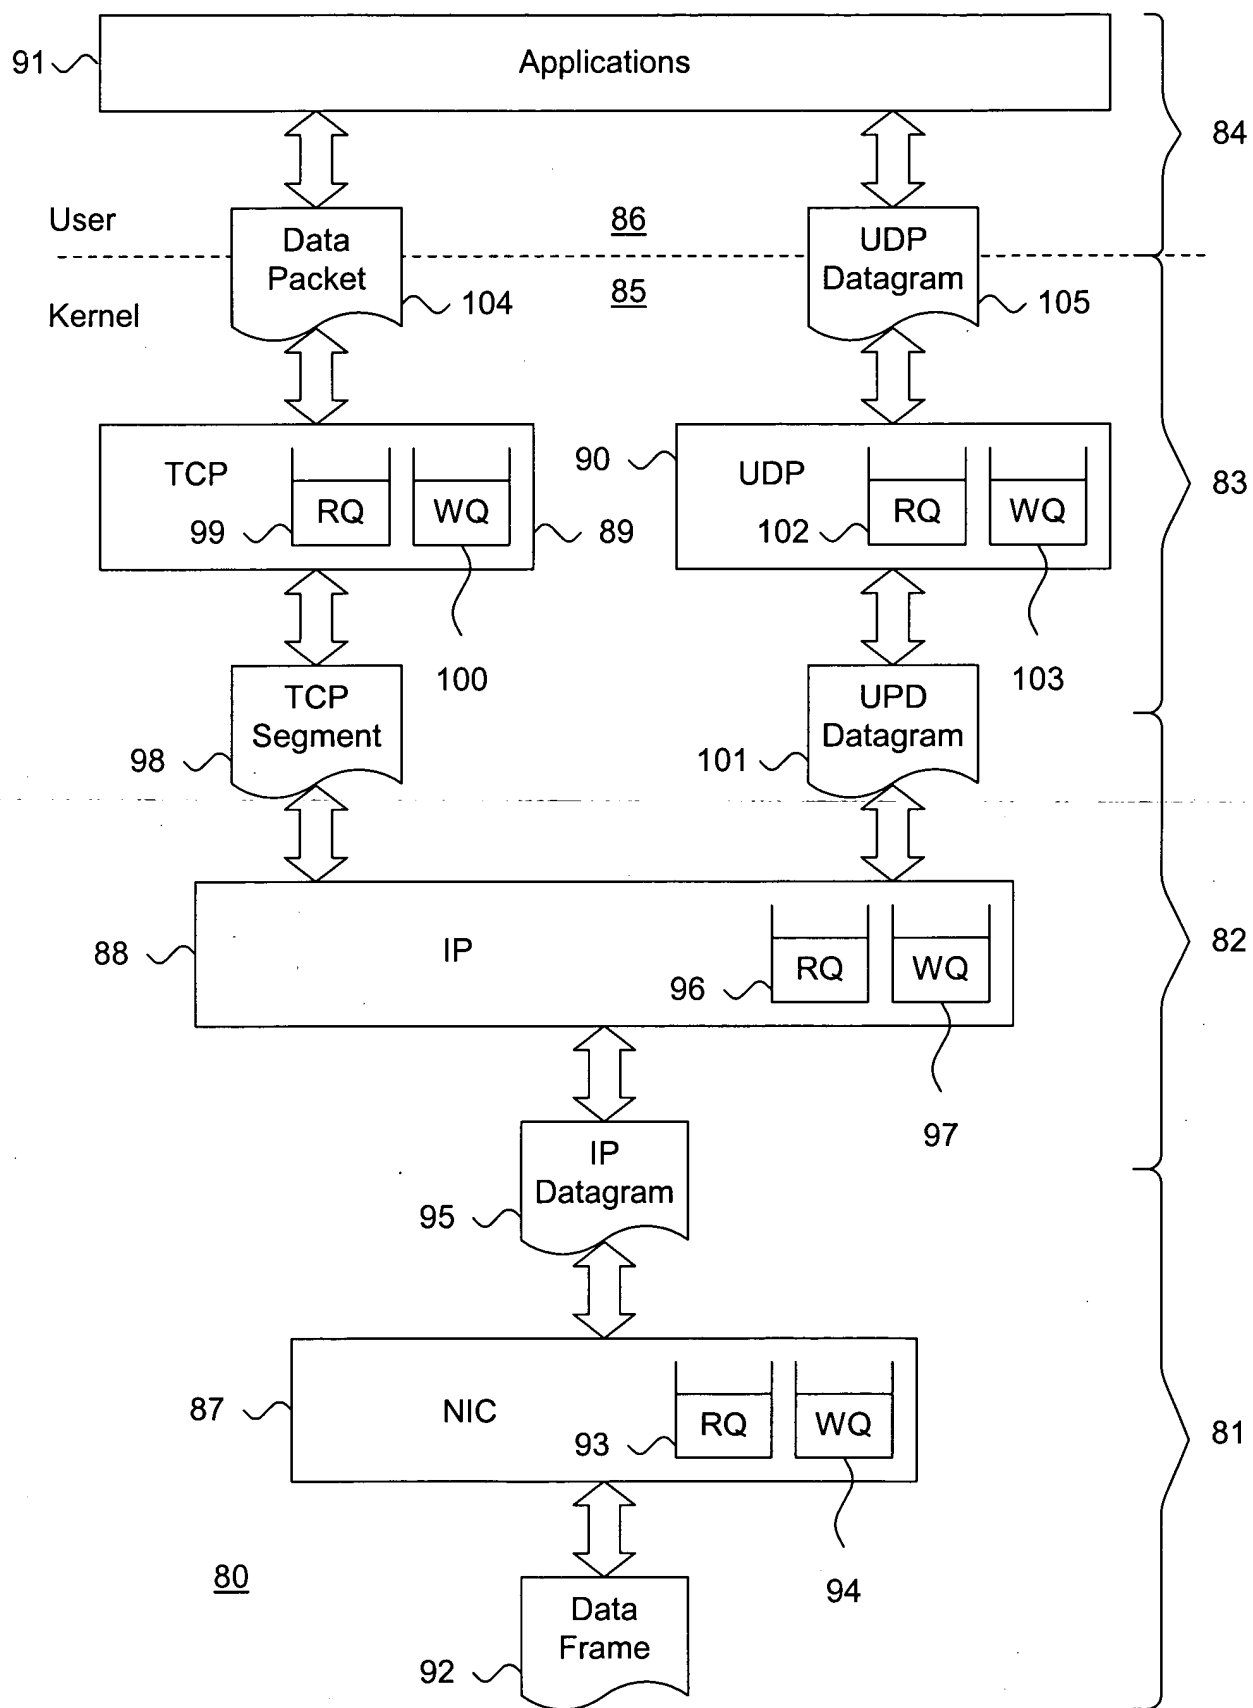 91
Applications
84
User
86
Data
Packet
UDP
Datagram
Kernel
85
104
105
TCP
RQ
WQ
99
89
90
UDP
RQ
WQ
102
83
100
103
TCP
Segment
98
UPD
Datagram
101
88
IP
RQ
WQ
96
82
97
IP
Datagram
95
87
NIC
RQ
WQ
93
81
94
80
Data
Frame
92